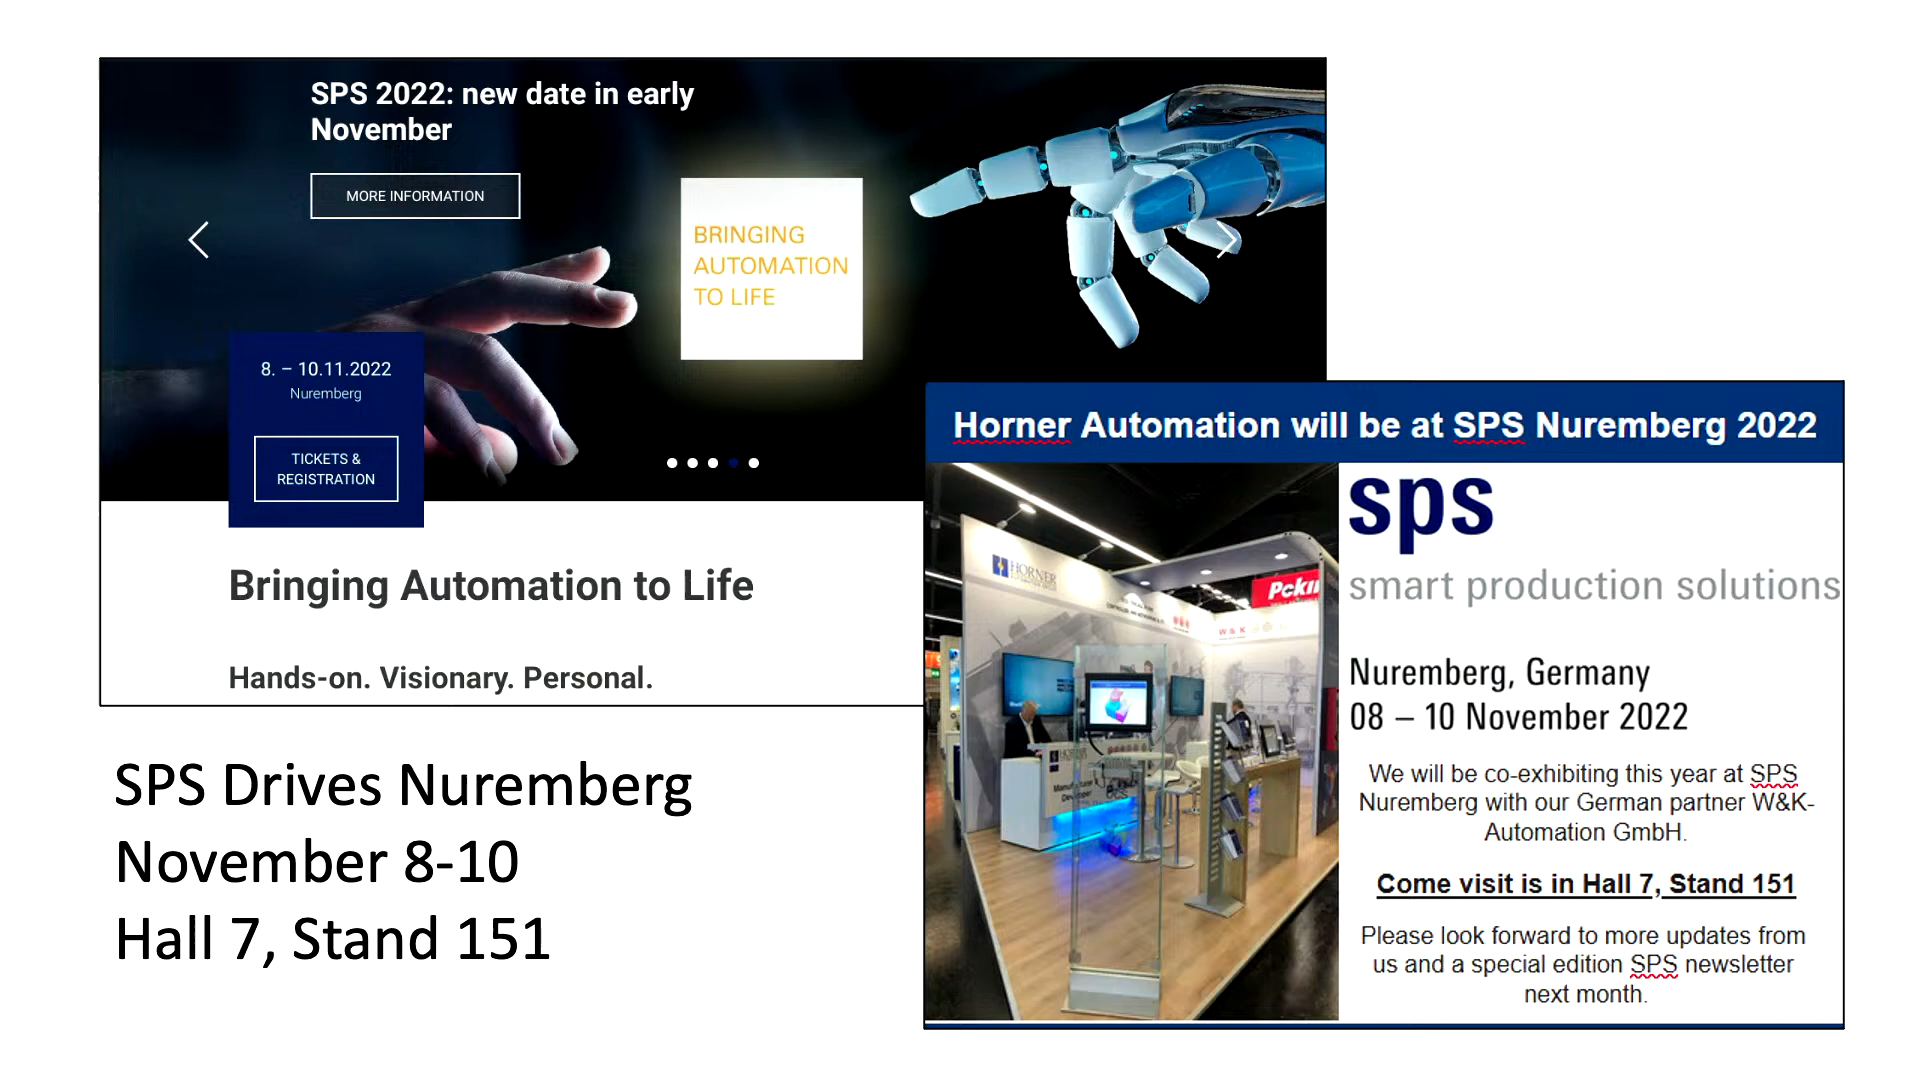 SPS 2022: new date in early
November
MORE INFORMATION
BRINGING
AUTOMATION
TO LIFE
8. – 10.11.2022
Nuremberg
TICKETS &
REGISTRATION
Bringing Automation to Life
Hands-on. Visionary. Personal.
SPS Drives Nuremberg
November 8-10
Hall 7, Stand 151
Horner Automation will be at SPS Nuremberg 2022
HORNER
W & K
HORNER
sps
smart production solutions
Nuremberg, Germany
08 – 10 November 2022
We will be co-exhibiting this year at SPS
Nuremberg with our German partner W&K-
Automation GmbH.
Come visit is in Hall 7, Stand 151
Please look forward to more updates from
us and a special edition SPS newsletter
next month.